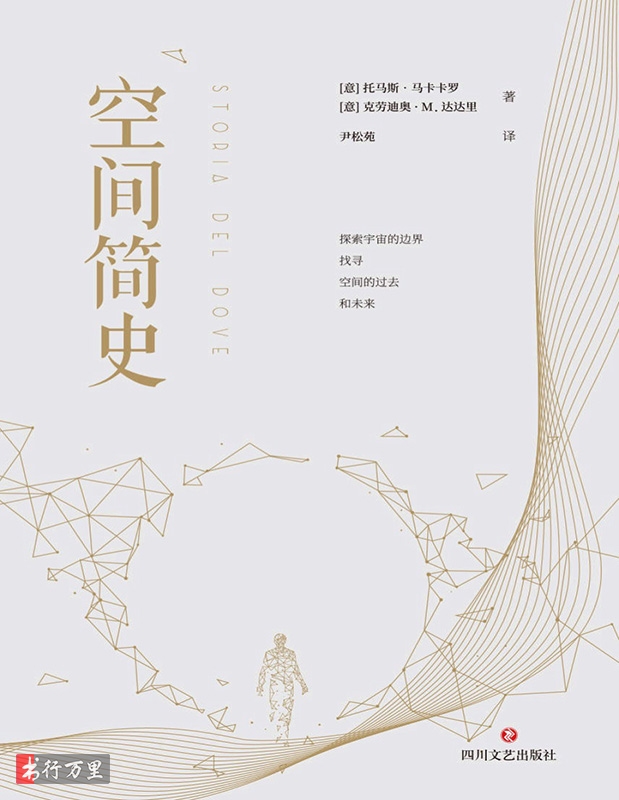 空间简史
STORIA DEL DOVE
[意] 托马斯·马卡卡罗
[意] 克劳迪奥·M. 达达里
著
尹松苑 译
探索宇宙的边界
找寻
空间的过去
和未来
四川文艺出版社
书行万里